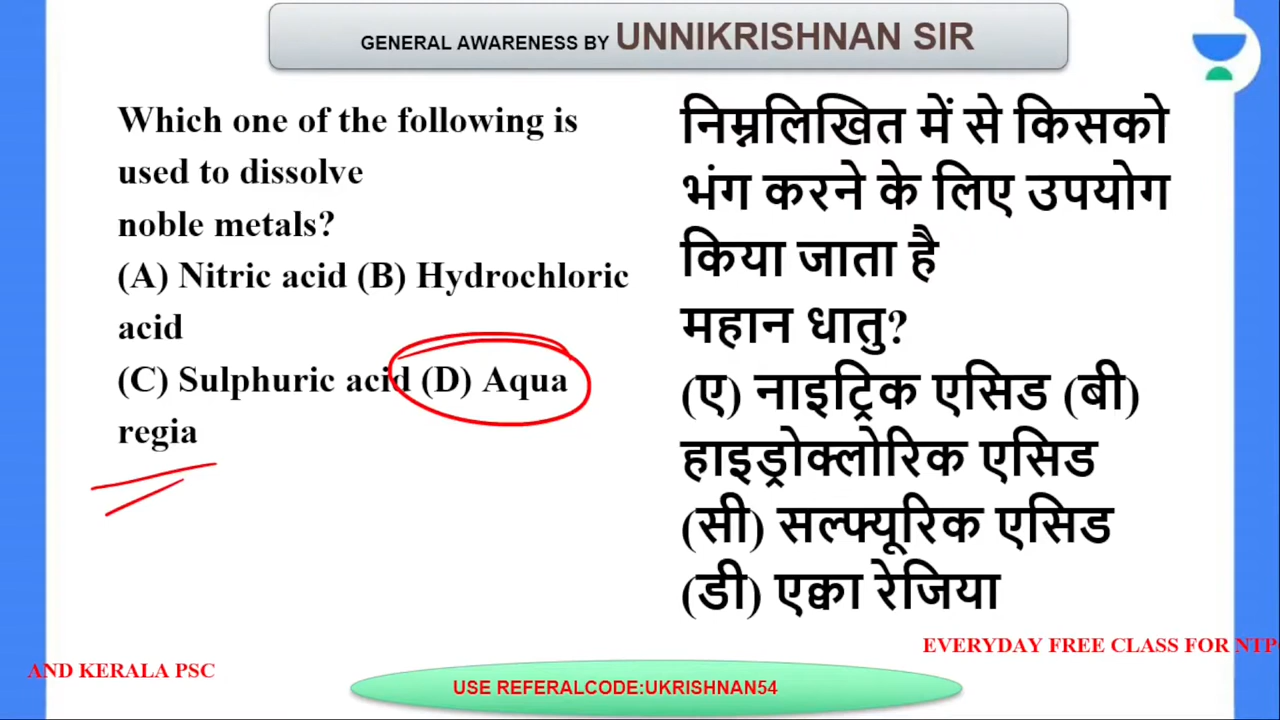 GENERAL AWARENESS BY UNNIKRISHNAN SIR
Which one of the following is
used to dissolve
noble metals?
(A) Nitric acid (B) Hydrochloric
acid
(C) Sulphuric acid (D) Aqua
regia
निम्नलिखित में से किसको
भंग करने के लिए उपयोग
किया जाता है
महान धातु?
(ए) नाइट्रिक एसिड (बी)
हाइड्रोक्लोरिक एसिड
(सी) सल्फ्यूरिक एसिड
(डी) एक्वा रेजिया
EVERYDAY FREE CLASS FOR NTP
AND KERALA PSC
USE REFERALCODE:UKRISHNAN54